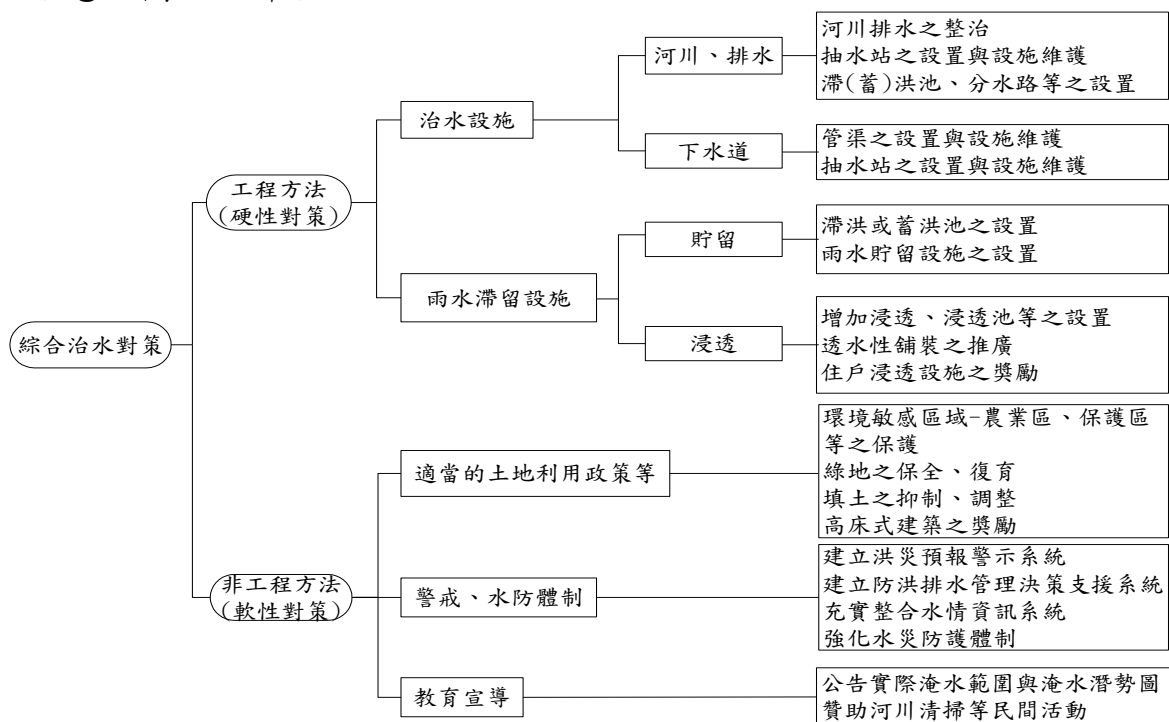 綜合治水對策
工程方法
(硬性對策)
治水設施
河川、排水
河川排水之整治
抽水站之設置與設施維護
滯(蓄)洪池、分水路等之設置
下水道
管渠之設置與設施維護
抽水站之設置與設施維護
雨水滯留設施
貯留
滯洪或蓄洪池之設置
雨水貯留設施之設置
浸透
增加浸透、浸透池等之設置
透水性舖裝之推廣
住戶浸透設施之獎勵
非工程方法
(軟性對策)
適當的土地利用政策等
環境敏感區域-農業區、保護區
等之保護
綠地之保全、復育
填土之抑制、調整
高床式建築之獎勵
警戒、水防體制
建立洪災預報警示系統
建立防洪排水管理決策支援系統
充實整合水情資訊系統
強化水災防護體制
教育宣導
公告實際淹水範圍與淹水潛勢圖
贊助河川清掃等民間活動